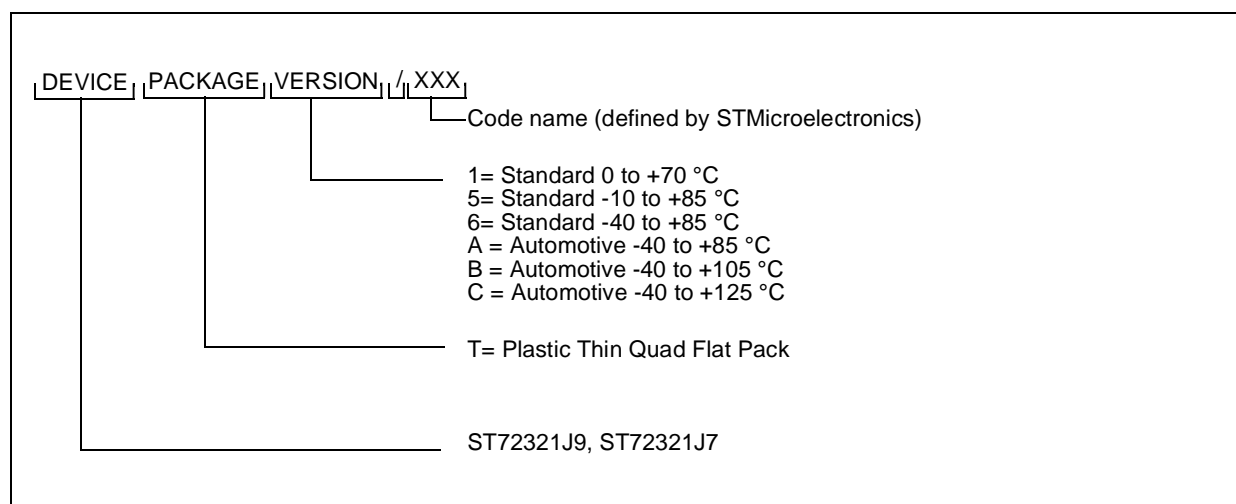 DEVICE PACKAGE VERSION / XXX
Code name (defined by STMicroelectronics)
1= Standard 0 to +70 °C
5= Standard -10 to +85 °C
6= Standard -40 to +85 °C
A = Automotive -40 to +85 °C
B = Automotive -40 to +105 °C
C = Automotive -40 to +125 °C
T= Plastic Thin Quad Flat Pack
ST72321J9, ST72321J7